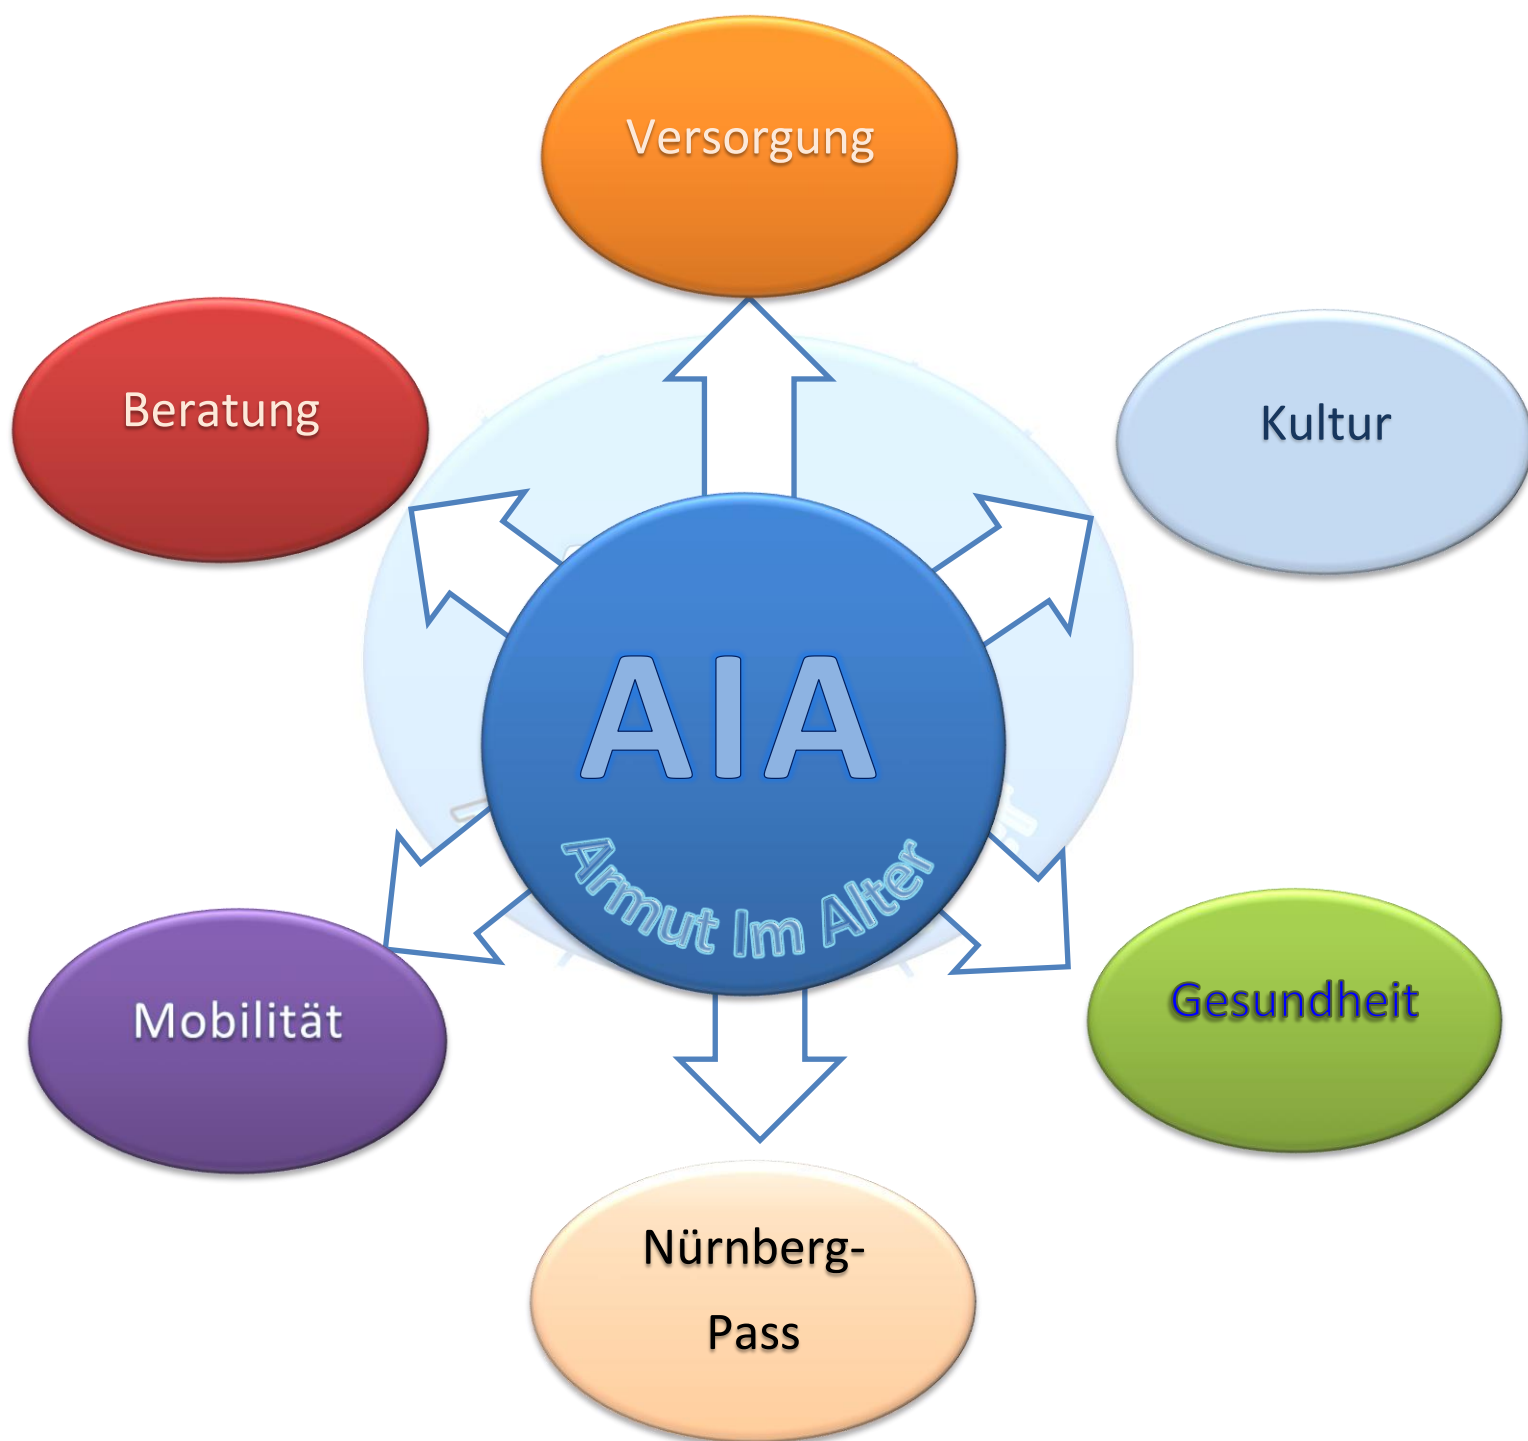 Versorgung
Beratung
Kultur
AIA
Armut Im Alter
Mobilität
Gesundheit
Nürnberg-
Pass